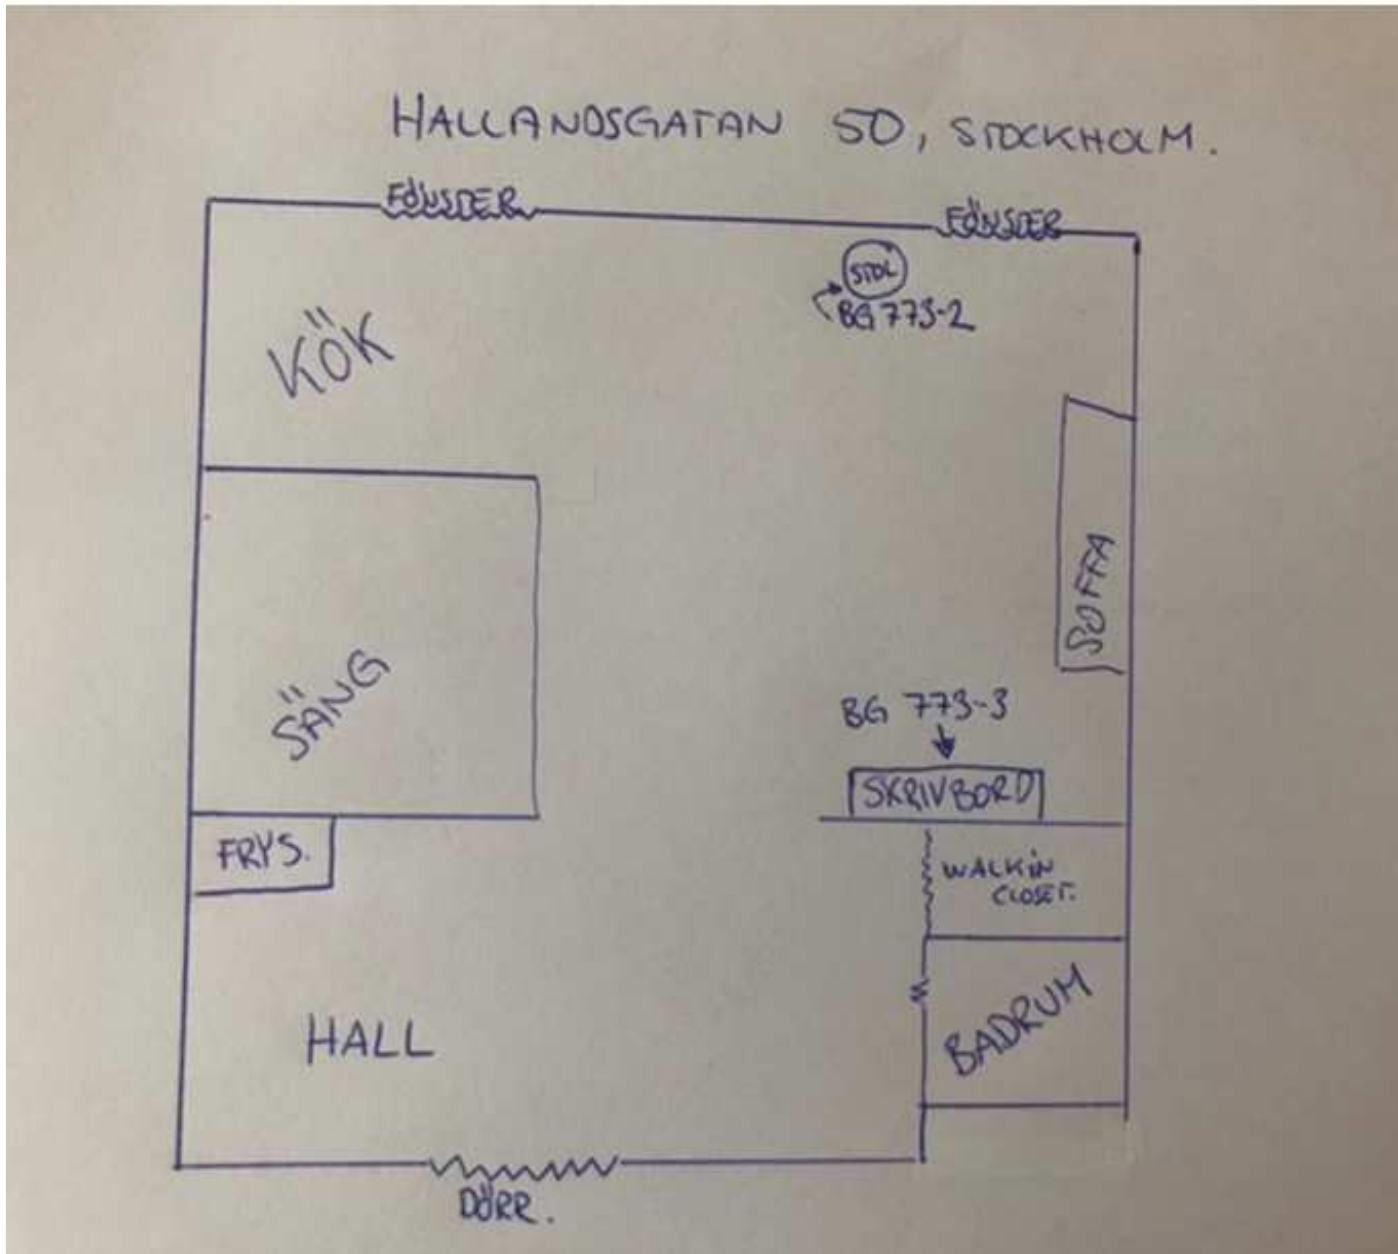 HALLANDSGATAN 50, STOCKHOLM.
FÖNSTER
FÖNSTER
STOL
BG 773-2
KÖK
SOFFA
SÄNG
BG 773-3
SKRIVBORD
FRYS.
WALKIN
CLOSET.
HALL
BADRUM
DÖRR.